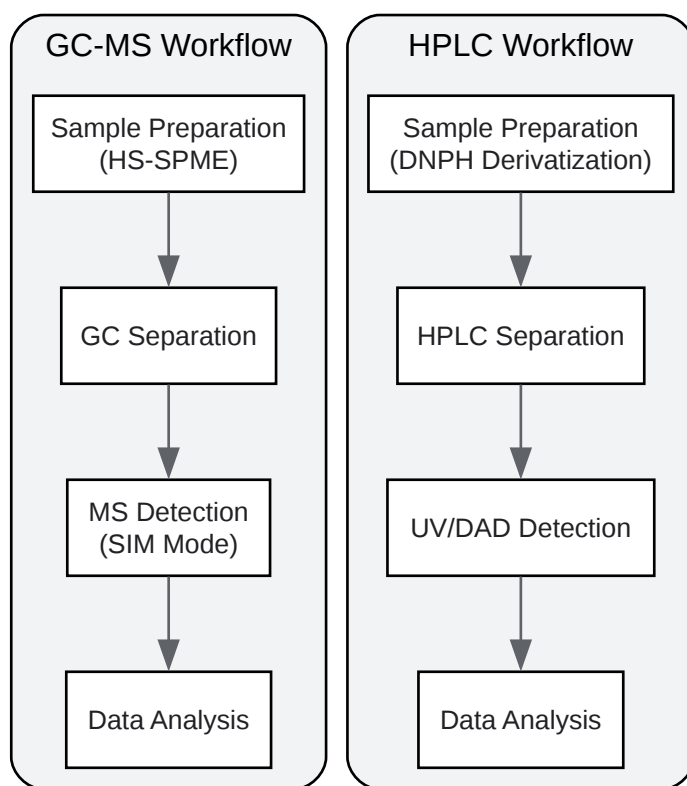 GC-MS Workflow
Sample Preparation
(HS-SPME)
GC Separation
MS Detection
(SIM Mode)
Data Analysis
HPLC Workflow
Sample Preparation
(DNPH Derivatization)
HPLC Separation
UV/DAD Detection
Data Analysis